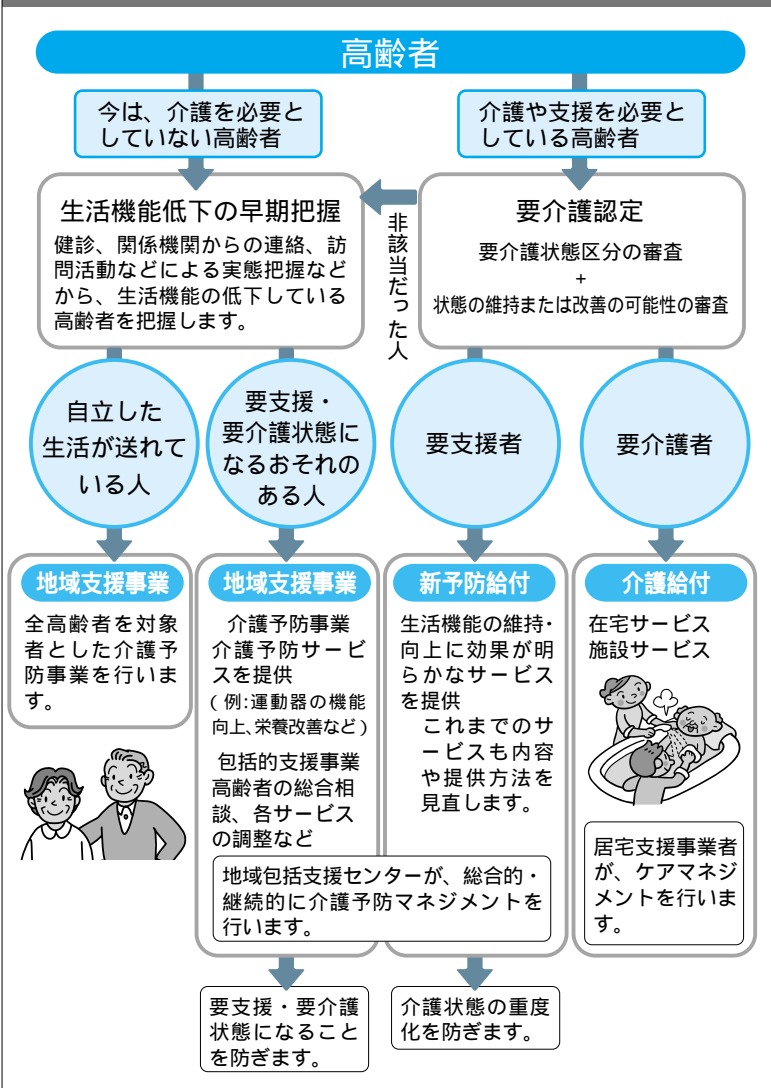 高齢者
今は、介護を必要と
していない高齢者
介護や支援を必要と
している高齢者
生活機能低下の早期把握
健診、関係機関からの連絡、訪
問活動などによる実態把握など
から、生活機能の低下している
高齢者を把握します。
非該当だった人
要介護認定
要介護状態区分の審査
+
状態の維持または改善の可能性の審査
自立した
生活が送れて
いる人
要支援・
要介護状態に
なるおそれの
ある人
要支援者
要介護者
地域支援事業
全高齢者を対象
者とした介護予
防事業を行いま
す。
地域支援事業
介護予防事業
介護予防サービ
スを提供
(例:運動器の機能
向上、栄養改善など)
包括的支援事業
高齢者の総合相
談、各サービス
の調整など
新予防給付
生活機能の維持・
向上に効果が明
らかなサービス
を提供
これまでのサ
ービスも内容
や提供方法を
見直します。
地域包括支援センターが、総合的・
継続的に介護予防マネジメントを
行います。
介護給付
在宅サービス
施設サービス
居宅支援事業者
が、ケアマネジ
メントを行いま
す。
要支援・要介護
状態になること
を防ぎます。
介護状態の重度
化を防ぎます。